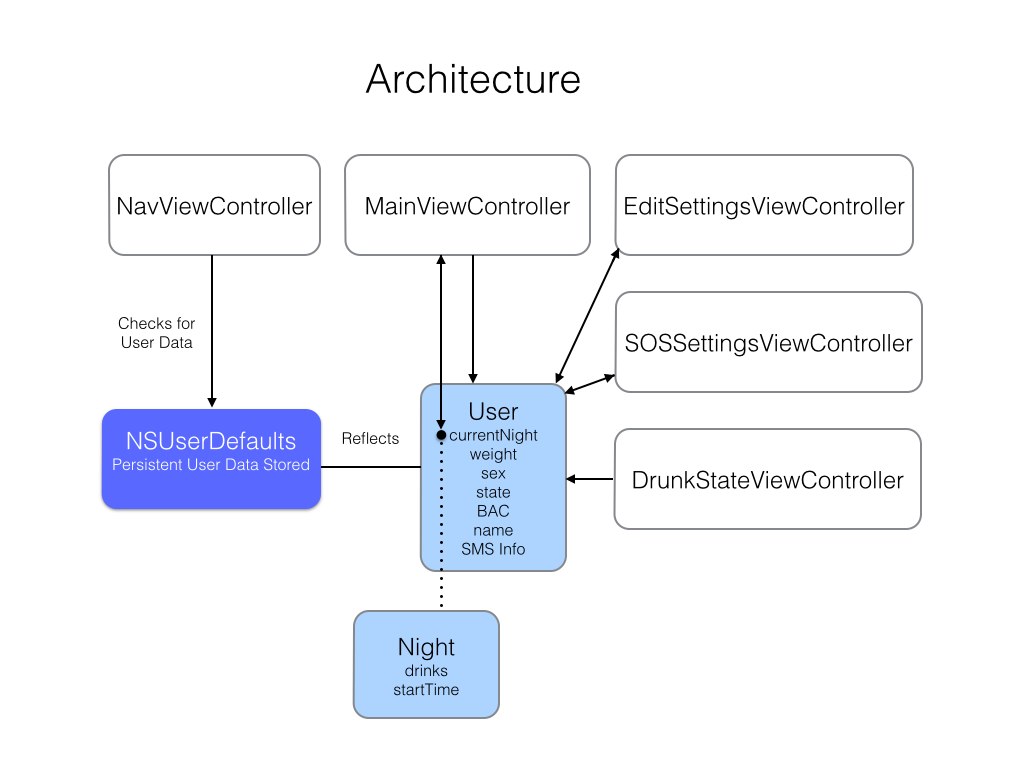 Architecture
NavViewController
MainViewController
EditSettingsViewController
Checks for
User Data
SOSSettingsViewController
NSUserDefaults
Persistent User Data Stored
Reflects
User
currentNight
weight
sex
state
BAC
name
SMS Info
DrunkStateViewController
Night
drinks
startTime